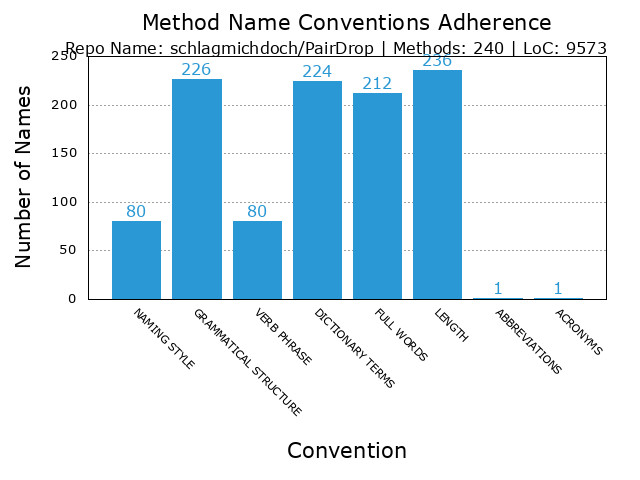 Method Name Conventions Adherence
Repo Name: schlagmichdoch/PairDrop | Methods: 240 | LoC: 9573
Number of Names
250
200
150
100
50
0
80
226
80
224
212
236
1
1
NAMING STYLE
GRAMMATICAL STRUCTURE
VERB PHRASE
DICTIONARY TERMS
FULL WORDS
LENGTH
ABBREVIATIONS
ACRONYMS
Convention